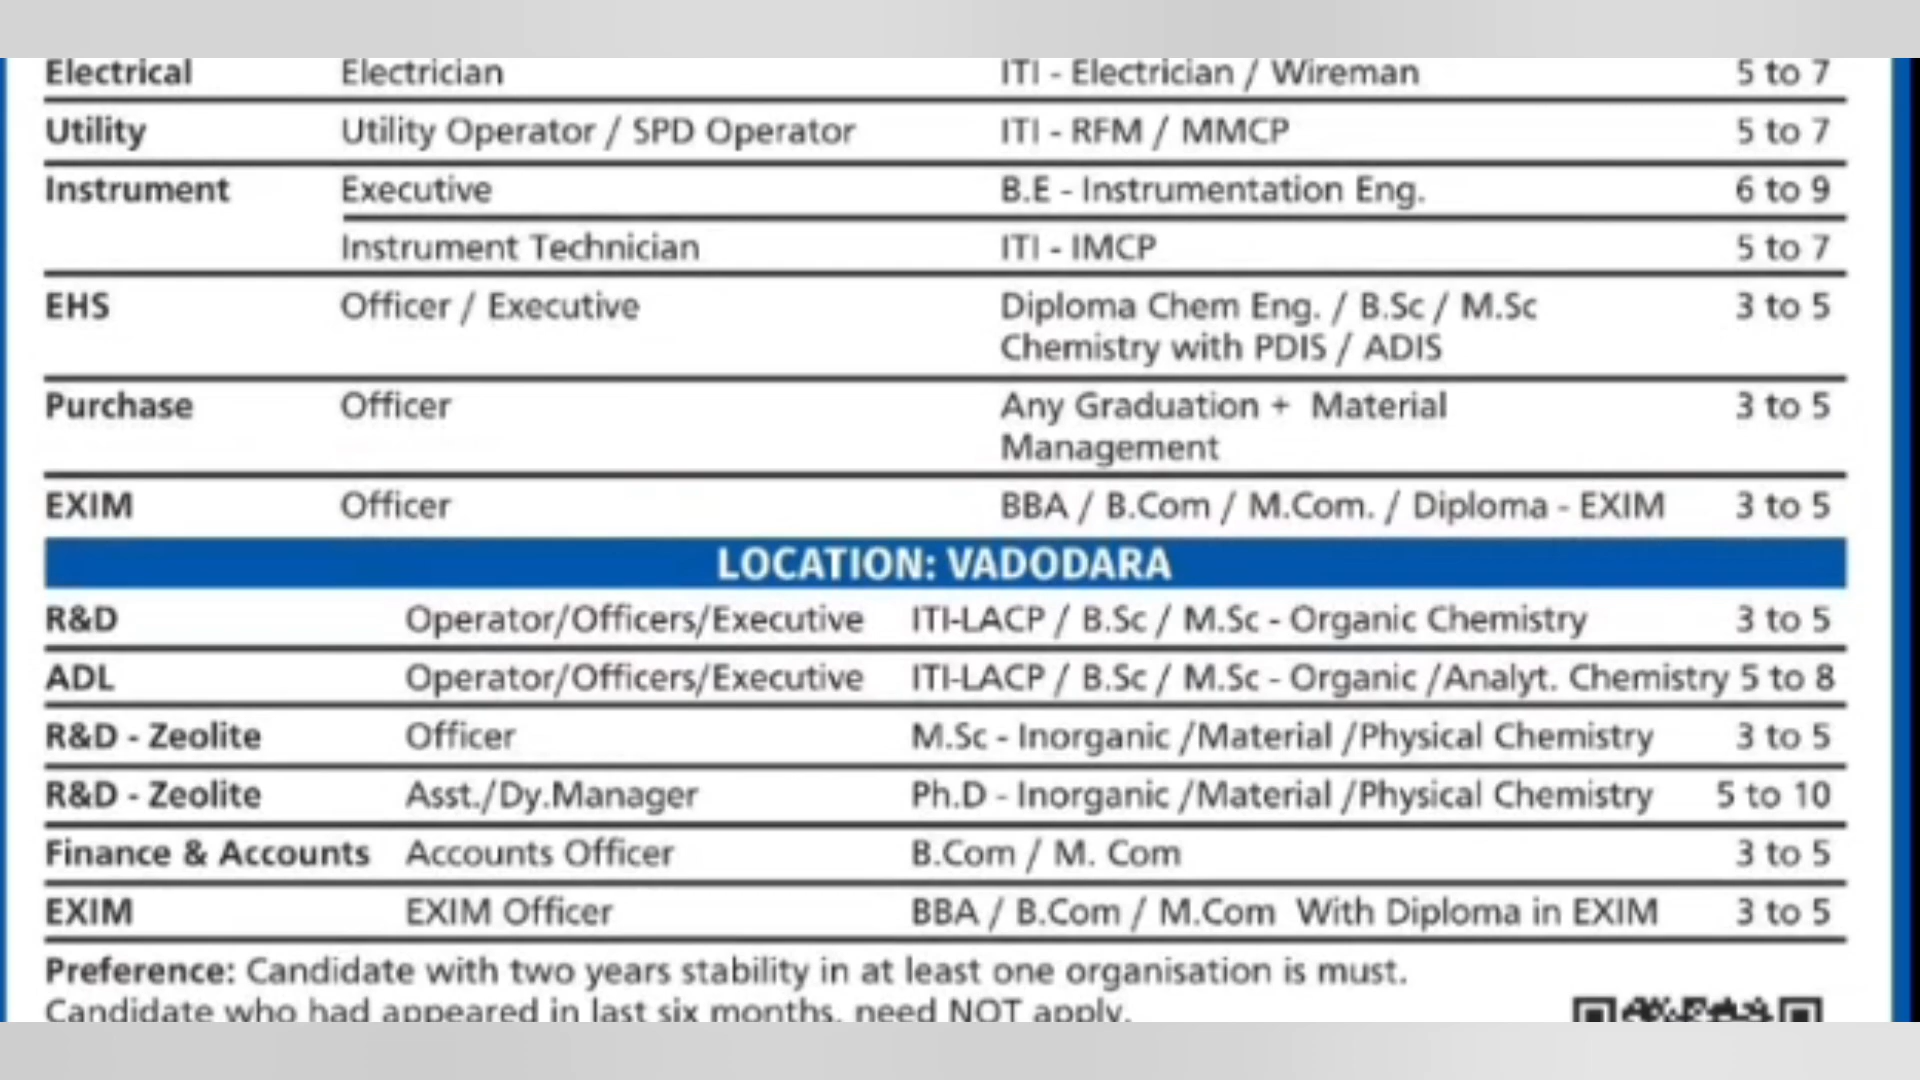 Electrical Electrician ITI - Electrician / Wireman 5 to 7
Utility Utility Operator / SPD Operator ITI - RFM / MMCP 5 to 7
Instrument Executive B.E - Instrumentation Eng. 6 to 9
Instrument Technician ITI - IMCP 5 to 7
EHS Officer / Executive Diploma Chem Eng. / B.Sc / M.Sc 3 to 5
Chemistry with PDIS / ADIS
Purchase Officer Any Graduation + Material 3 to 5
Management
EXIM Officer BBA / B.Com / M.Com. / Diploma - EXIM 3 to 5
LOCATION: VADODARA
R&D Operator/Officers/Executive ITI-LACP / B.Sc / M.Sc - Organic Chemistry 3 to 5
ADL Operator/Officers/Executive ITI-LACP / B.Sc / M.Sc - Organic /Analyt. Chemistry 5 to 8
R&D - Zeolite Officer M.Sc - Inorganic /Material /Physical Chemistry 3 to 5
R&D - Zeolite Asst./Dy.Manager Ph.D - Inorganic /Material /Physical Chemistry 5 to 10
Finance & Accounts Accounts Officer B.Com / M. Com 3 to 5
EXIM EXIM Officer BBA / B.Com / M.Com With Diploma in EXIM 3 to 5
Preference: Candidate with two years stability in at least one organisation is must.
Candidate who had appeared in last six months, need NOT apply.